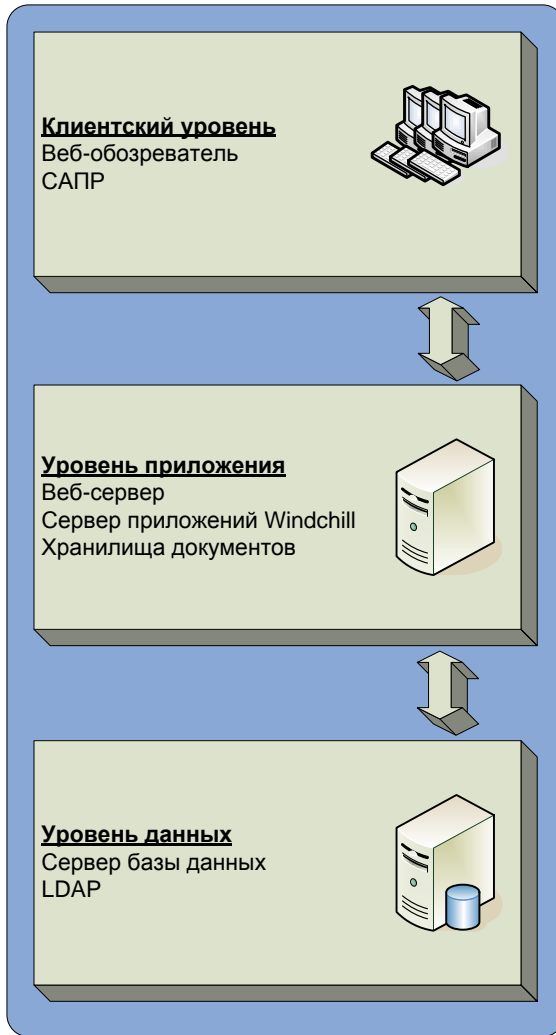 Клиентский уровень
Веб-обозреватель
САПР
Уровень приложения
Веб-сервер
Сервер приложений Windchill
Хранилища документов
Уровень данных
Сервер базы данных
LDAP